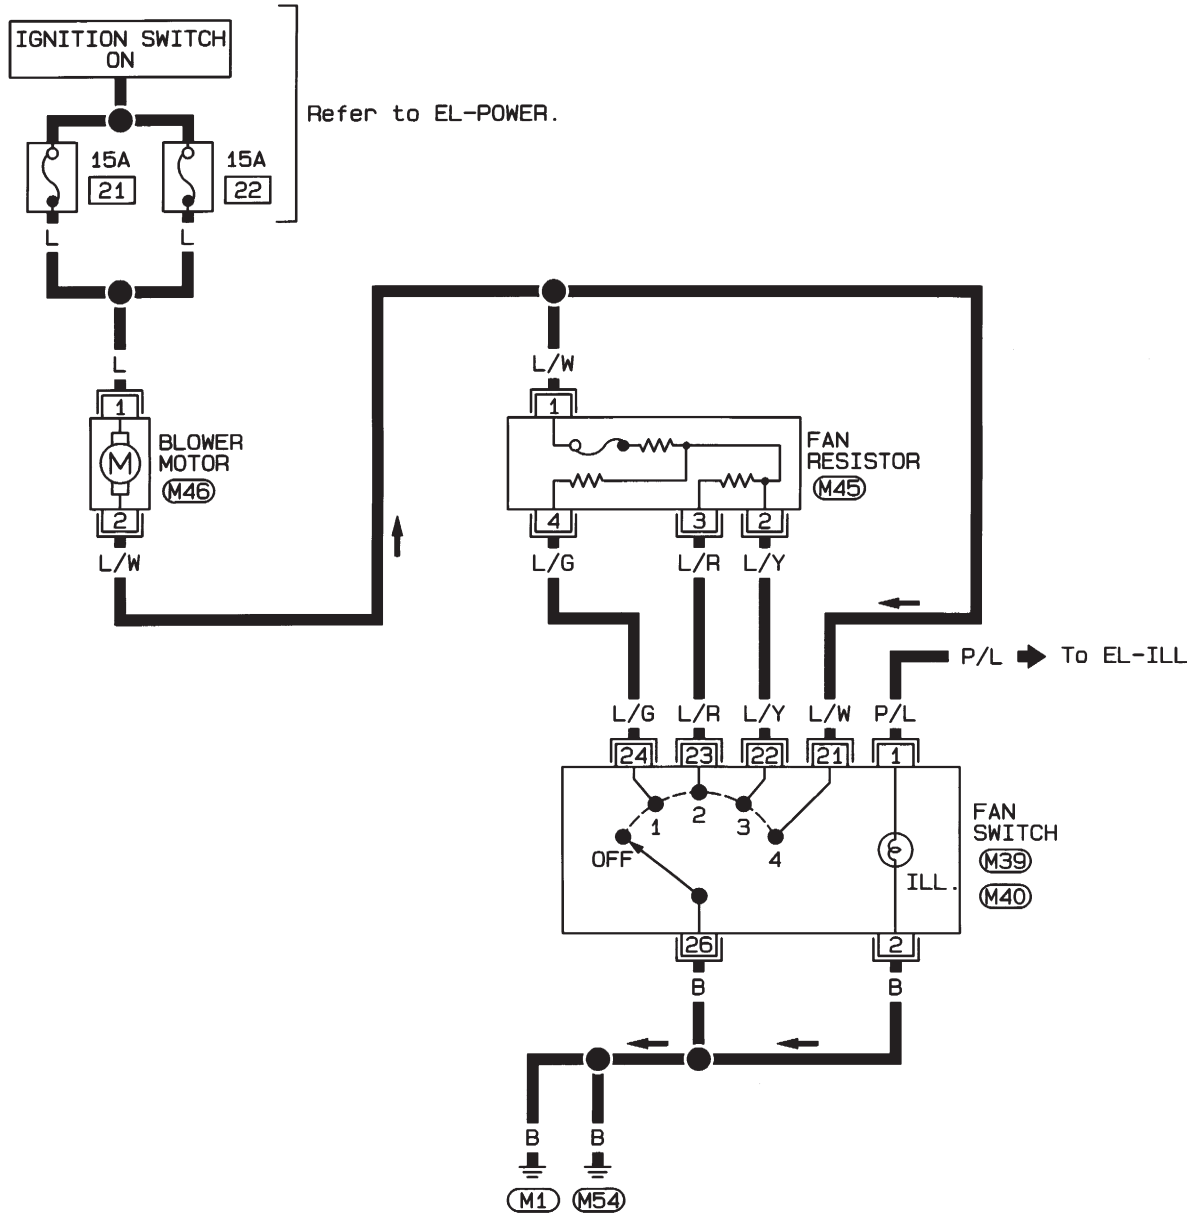 IGNITION SWITCH
ON
Refer to EL-POWER.
15A
21
15A
22
L
L
L
1
BLOWER
MOTOR
M
M46
2
L/W
L/W
1
FAN
RESISTOR
M45
4
3
2
L/G
L/R
L/Y
P/L
To EL-ILL
L/G
L/R
L/Y
L/W
P/L
24
23
22
21
1
1
2
3
4
OFF
ILL.
FAN
SWITCH
M39
M40
26
2
B
B
B
B
M1
M54